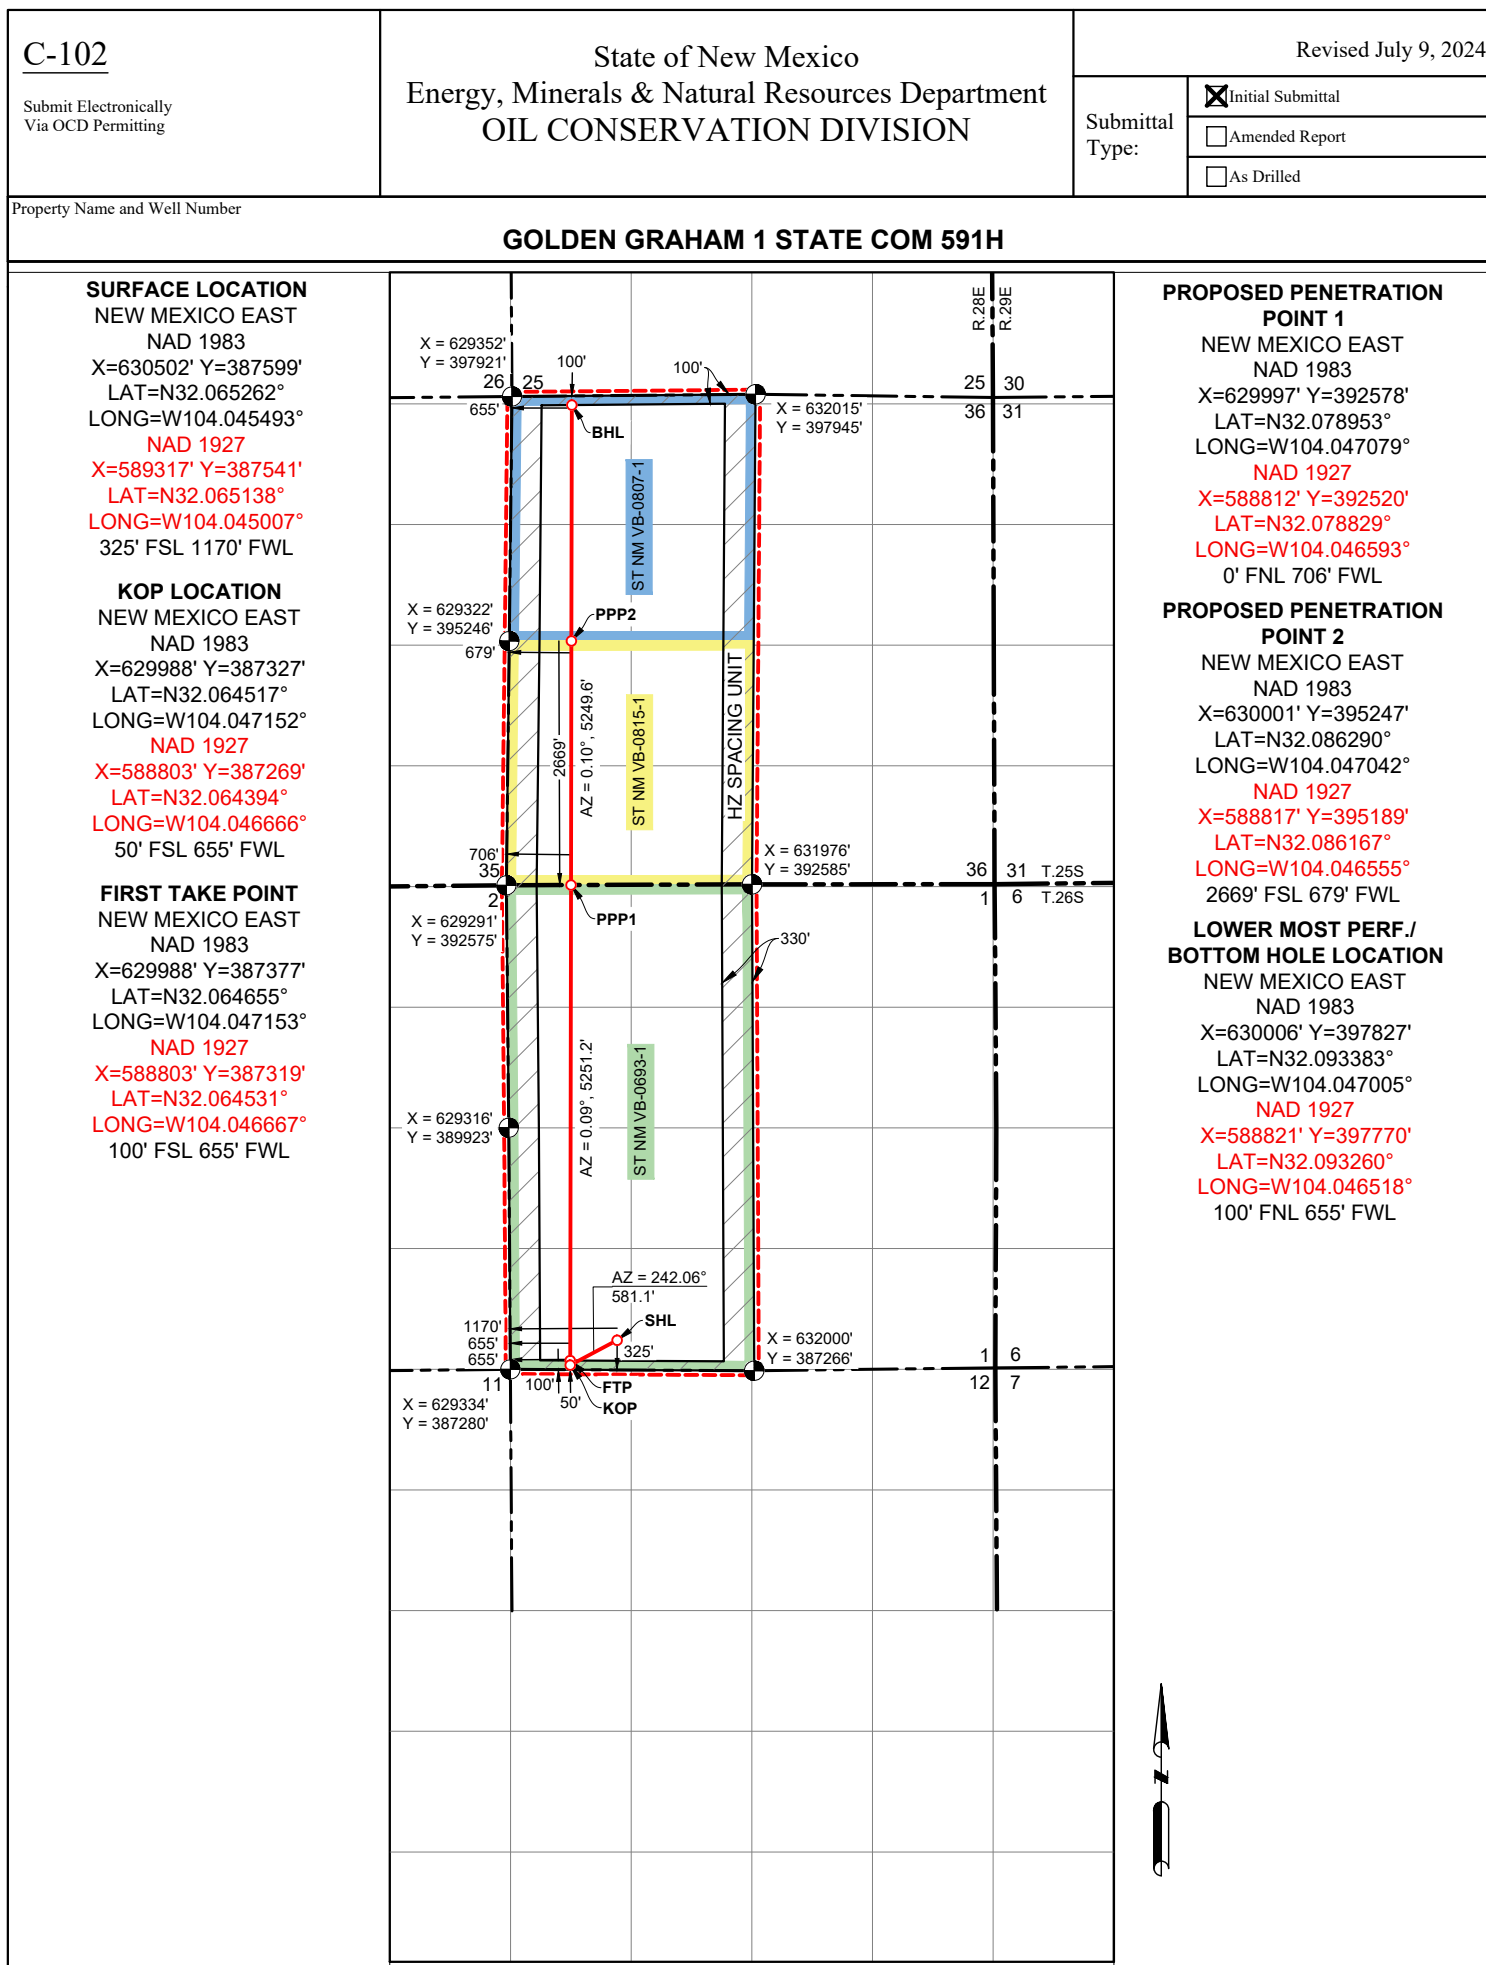 C-102
Submit Electronically
Via OCD Permitting
State of New Mexico
Energy, Minerals & Natural Resources Department
OIL CONSERVATION DIVISION
Revised July 9, 2024
Submittal
Type:
Initial Submittal
Amended Report
As Drilled
Property Name and Well Number
GOLDEN GRAHAM 1 STATE COM 591H
SURFACE LOCATION
NEW MEXICO EAST
NAD 1983
X=630502' Y=387599'
LAT=N32.065262°
LONG=W104.045493°
NAD 1927
X=589317' Y=387541'
LAT=N32.065138°
LONG=W104.045007°
325' FSL 1170' FWL
KOP LOCATION
NEW MEXICO EAST
NAD 1983
X=629988' Y=387327'
LAT=N32.064517°
LONG=W104.047152°
NAD 1927
X=588803' Y=387269'
LAT=N32.064394°
LONG=W104.046666°
50' FSL 655' FWL
FIRST TAKE POINT
NEW MEXICO EAST
NAD 1983
X=629988' Y=387377'
LAT=N32.064655°
LONG=W104.047153°
NAD 1927
X=588803' Y=387319'
LAT=N32.064531°
LONG=W104.046667°
100' FSL 655' FWL
R.28E
R.29E
X = 629352'
Y = 397921'
100'
100'
26 25
25 30
36 31
655'
BHL
X = 632015'
Y = 397945'
ST NM VB-0807-1
X = 629322'
Y = 395246'
PPP2
679'
2669'
AZ = 0.10°, 5249.6'
ST NM VB-0815-1
HZ SPACING UNIT
706'
35
X = 631976'
Y = 392585'
36 31 T.25S
2
1 6 T.26S
PPP1
X = 629291'
Y = 392575'
330'
AZ = 0.09°, 5251.2'
ST NM VB-0693-1
X = 629316'
Y = 389923'
AZ = 242.06°
581.1'
1170'
SHL
655'
325'
655'
X = 632000'
Y = 387266'
1 6
11
100'
FTP
12 7
50'
KOP
X = 629334'
Y = 387280'
PROPOSED PENETRATION
POINT 1
NEW MEXICO EAST
NAD 1983
X=629997' Y=392578'
LAT=N32.078953°
LONG=W104.047079°
NAD 1927
X=588812' Y=392520'
LAT=N32.078829°
LONG=W104.046593°
0' FNL 706' FWL
PROPOSED PENETRATION
POINT 2
NEW MEXICO EAST
NAD 1983
X=630001' Y=395247'
LAT=N32.086290°
LONG=W104.047042°
NAD 1927
X=588817' Y=395189'
LAT=N32.086167°
LONG=W104.046555°
2669' FSL 679' FWL
LOWER MOST PERF./
BOTTOM HOLE LOCATION
NEW MEXICO EAST
NAD 1983
X=630006' Y=397827'
LAT=N32.093383°
LONG=W104.047005°
NAD 1927
X=588821' Y=397770'
LAT=N32.093260°
LONG=W104.046518°
100' FNL 655' FWL
N